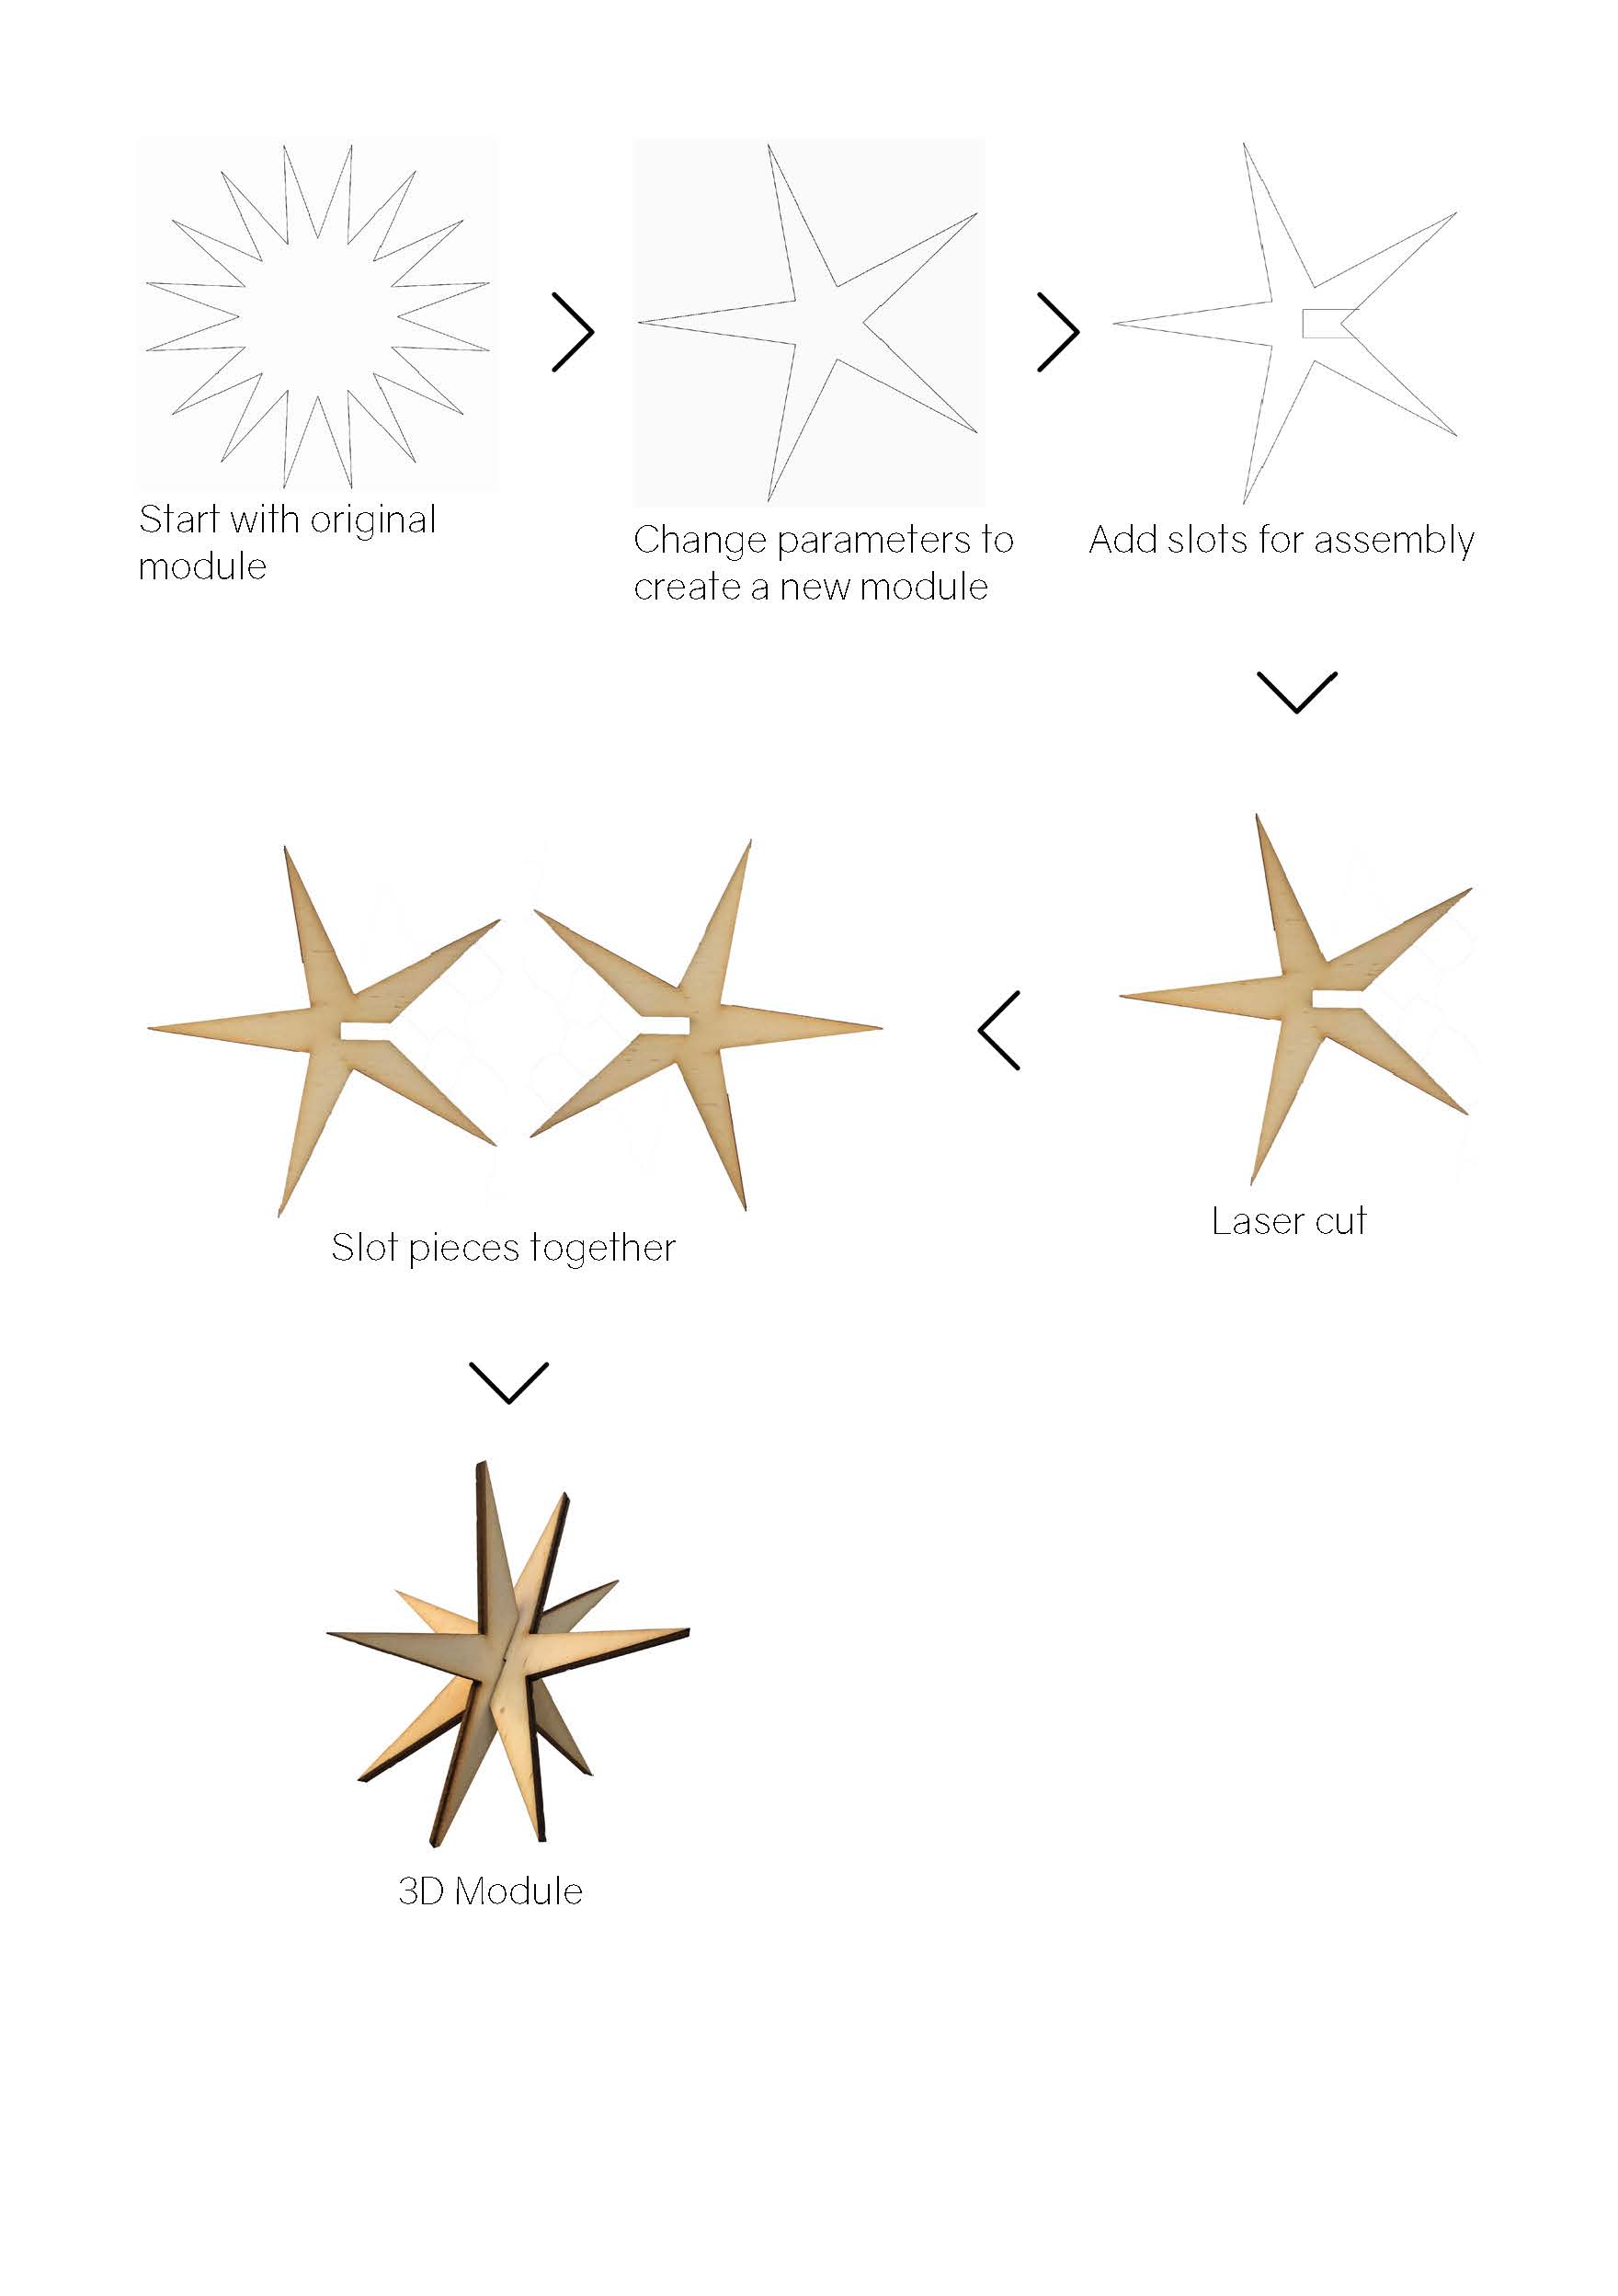 Start with original
module
Change parameters to
create a new module
Add slots for assembly
Laser cut
Slot pieces together
3D Module